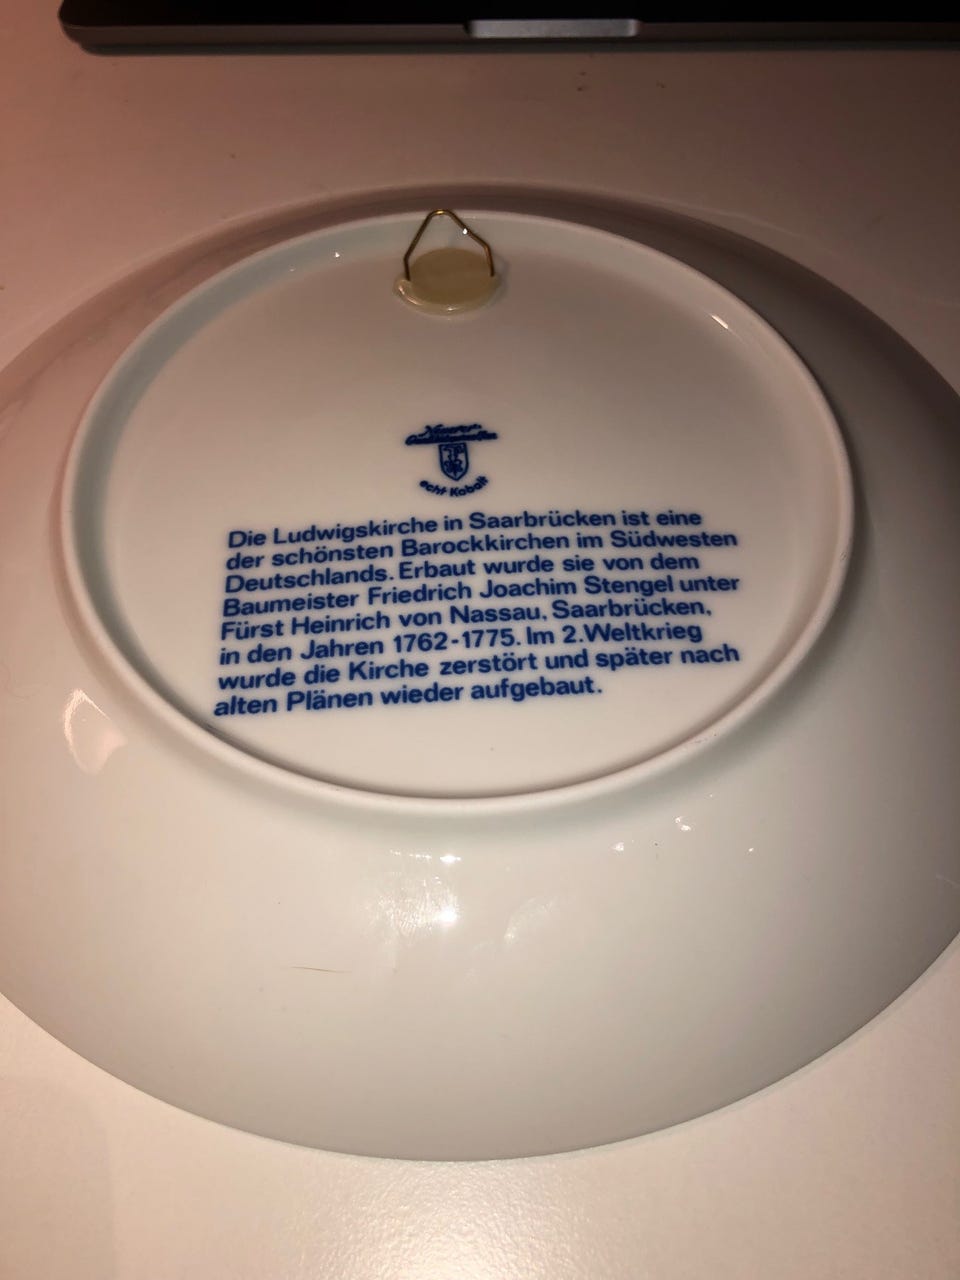 echt Kobalt
Die Ludwigskirche in Saarbrücken ist eine
der schönsten Barockkirchen im Südwesten
Deutschlands. Erbaut wurde sie von dem
Baumeister Friedrich Joachim Stengel unter
Fürst Heinrich von Nassau, Saarbrücken,
in den Jahren 1762-1775. Im 2.Weltkrieg
wurde die Kirche zerstört und später nach
alten Plänen wieder aufgebaut.